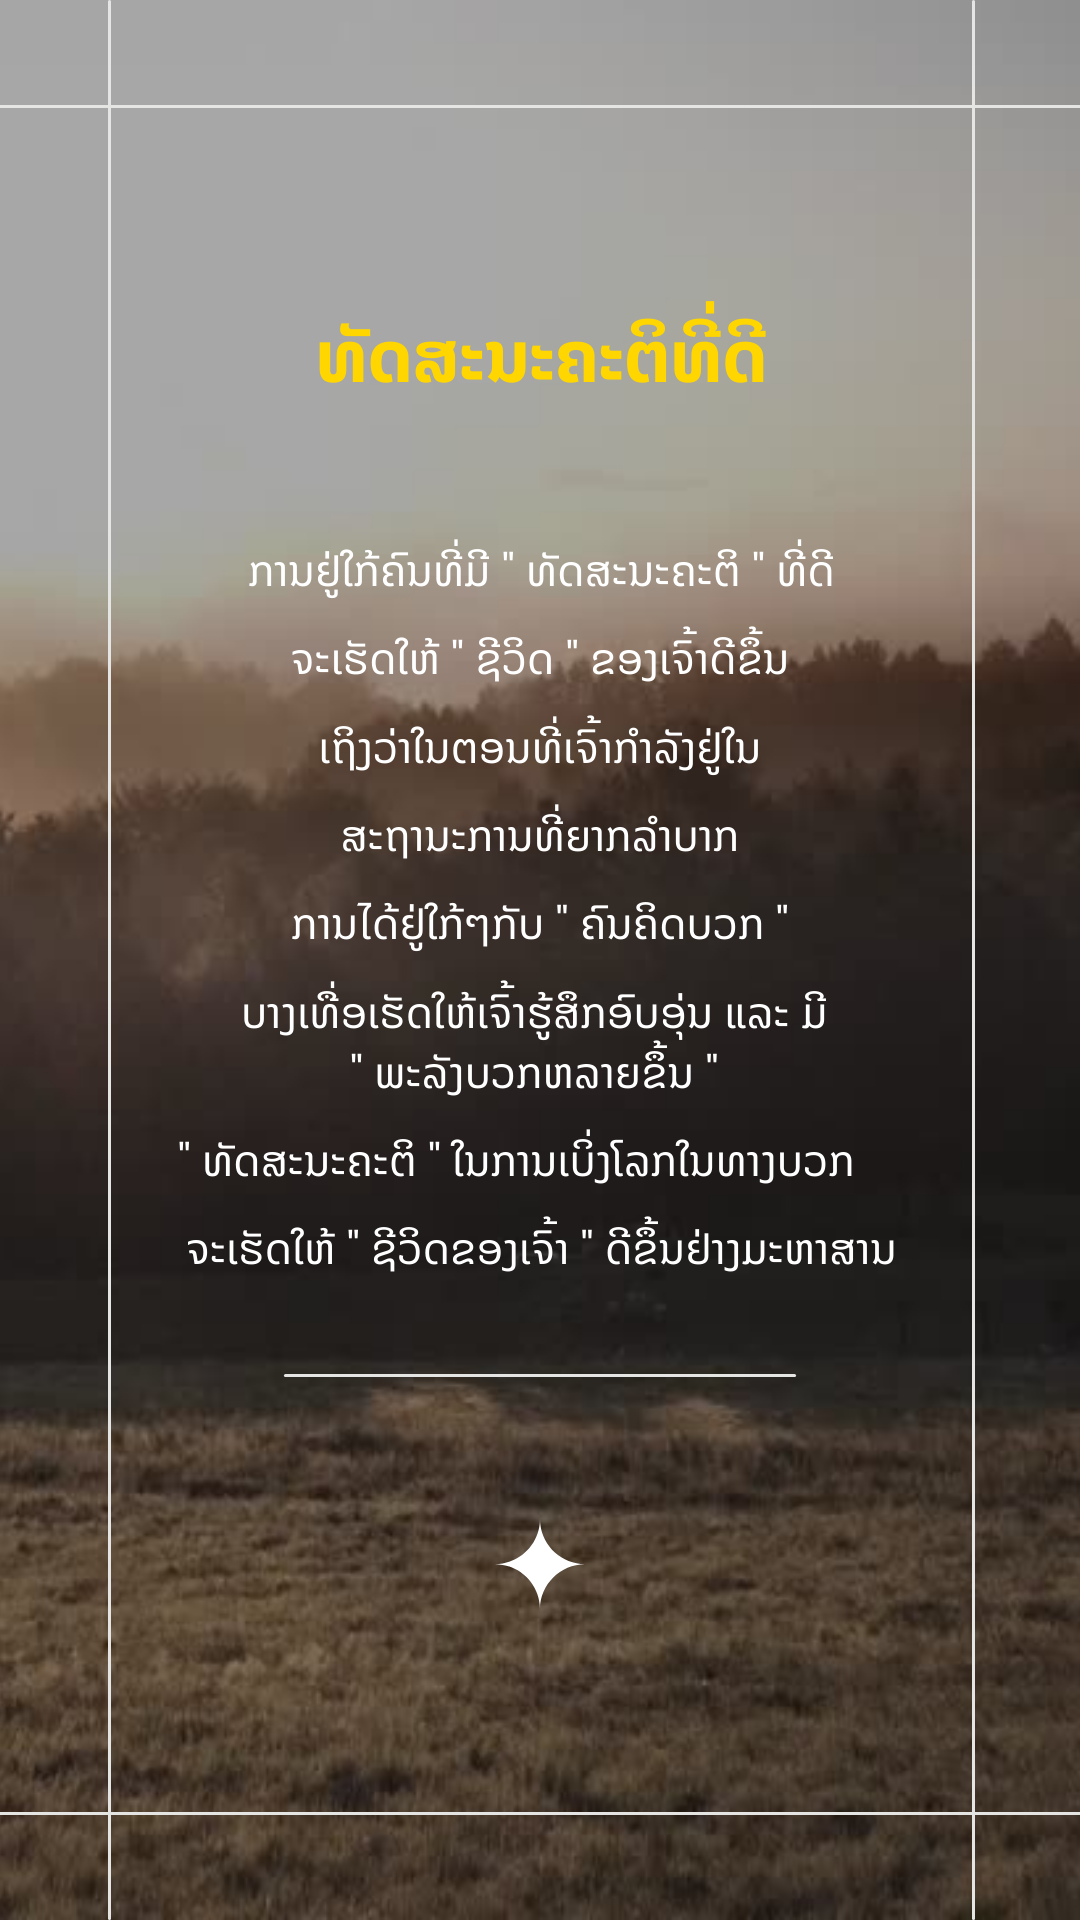 ທັດສະນະຄະຕິທີ່ດີ
ການຢູ່ໃກ້ຄົນທີ່ມີ " ທັດສະນະຄະຕິ " ທີ່ດີ
ຈະເຮັດໃຫ້ " ຊີວິດ " ຂອງເຈົ້າດີຂຶ້ນ
ເຖິງວ່າໃນຕອນທີ່ເຈົ້າກຳລັງຢູ່ໃນ
ສະຖານະການທີ່ຍາກລຳບາກ
ການໄດ້ຢູ່ໃກ້ໆກັບ " ຄົນຄິດບວກ "
ບາງເທື່ອເຮັດໃຫ້ເຈົ້າຮູ້ສຶກອົບອຸ່ນ ແລະ ມີ
" ພະລັງບວກຫລາຍຂຶ້ນ "
" ທັດສະນະຄະຕິ " ໃນການເບິ່ງໂລກໃນທາງບວກ
ຈະເຮັດໃຫ້ " ຊີວິດຂອງເຈົ້າ " ດີຂຶ້ນຢ່າງມະຫາສານ